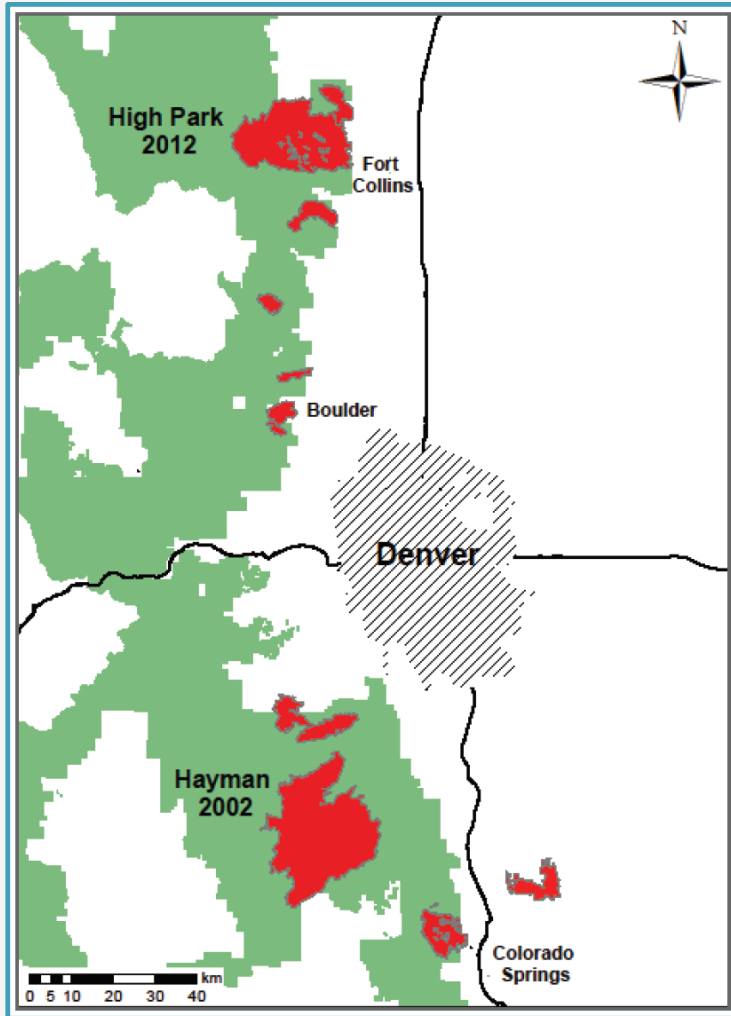 N
High Park
2012
Fort
Collins
Boulder
Denver
Hayman
2002
Colorado
Springs
km
0 5 10 20 30 40